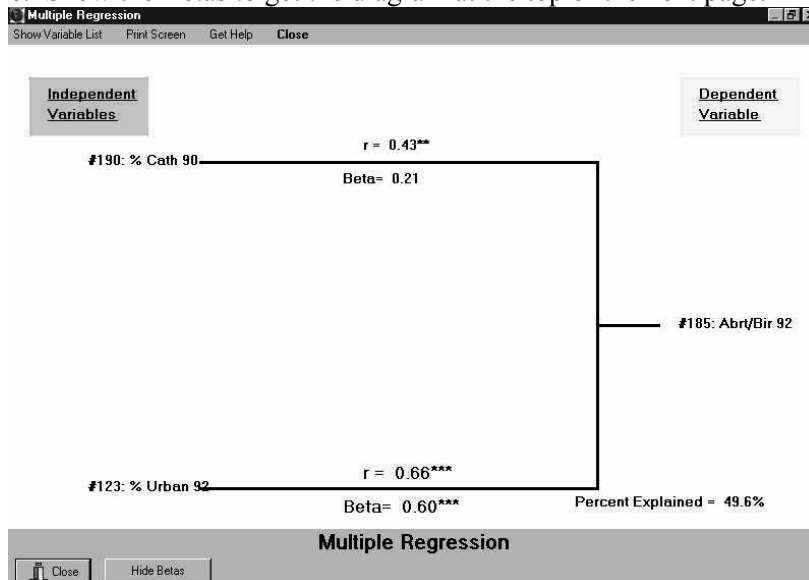 Multiple Regression
Show Variable List Print Screen Get Help Close
Independent Variables
Dependent Variable
r = 0.43**
#190: % Cath 90
Beta= 0.21
#185: Abrt/Bir 92
r = 0.66***
#123: % Urban 92
Beta= 0.60***
Percent Explained = 49.6%
Multiple Regression
Close Hide Betas